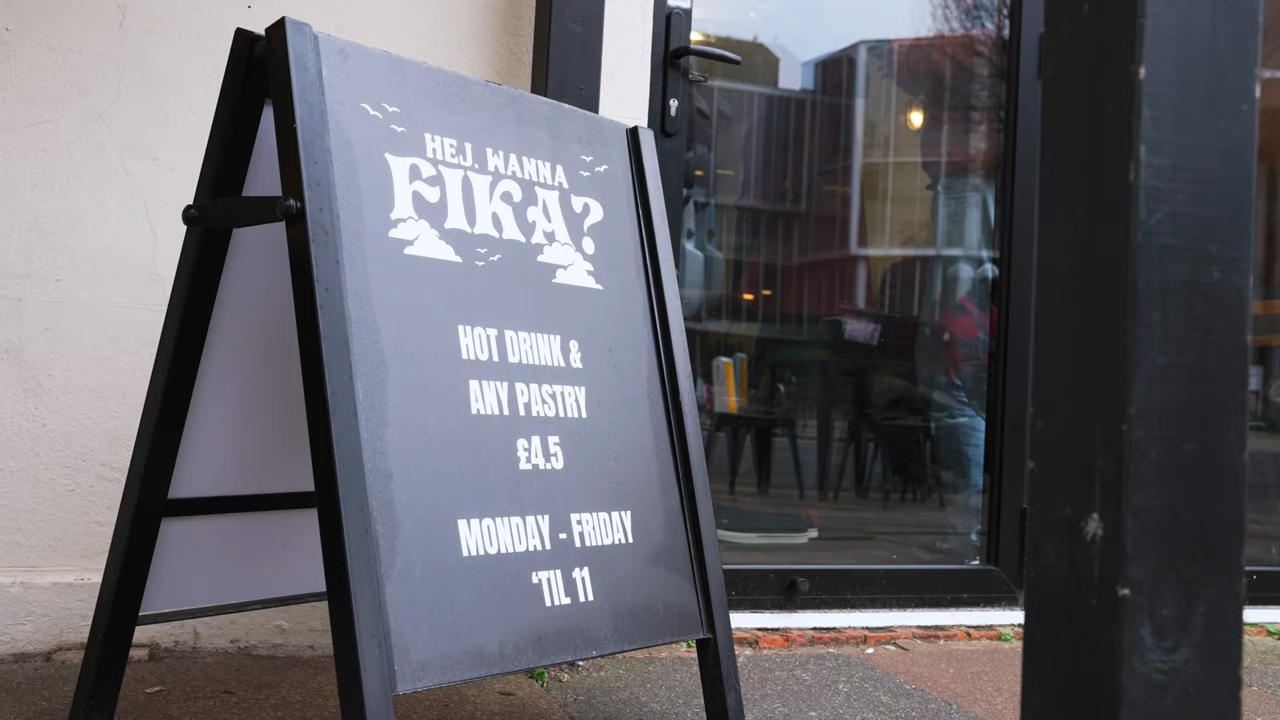 HEJ. WANNA
FIKA?
HOT DRINK &
ANY PASTRY
£4.5
MONDAY - FRIDAY
‘TIL 11